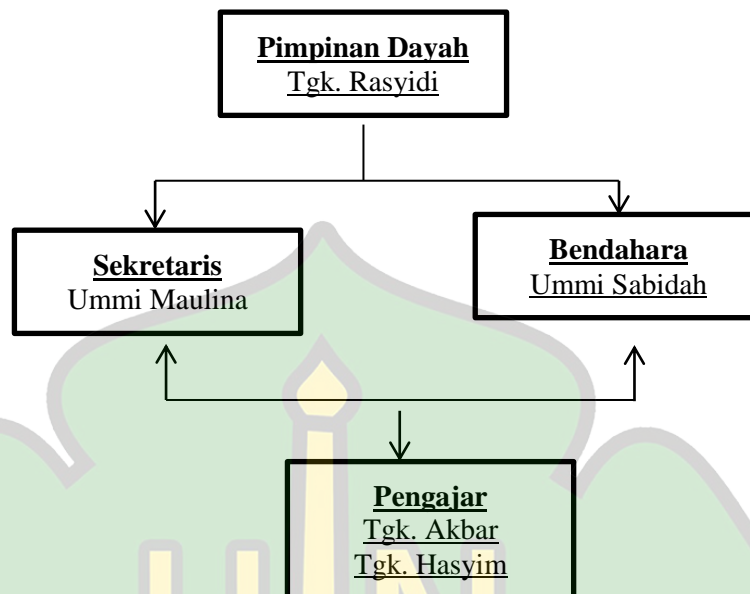 Pimpinan Dayah
Tgk. Rasyidi
Sekretaris
Ummi Maulina
Bendahara
Ummi Sabidah
Pengajar
Tgk. Akbar
Tgk. Hasyim